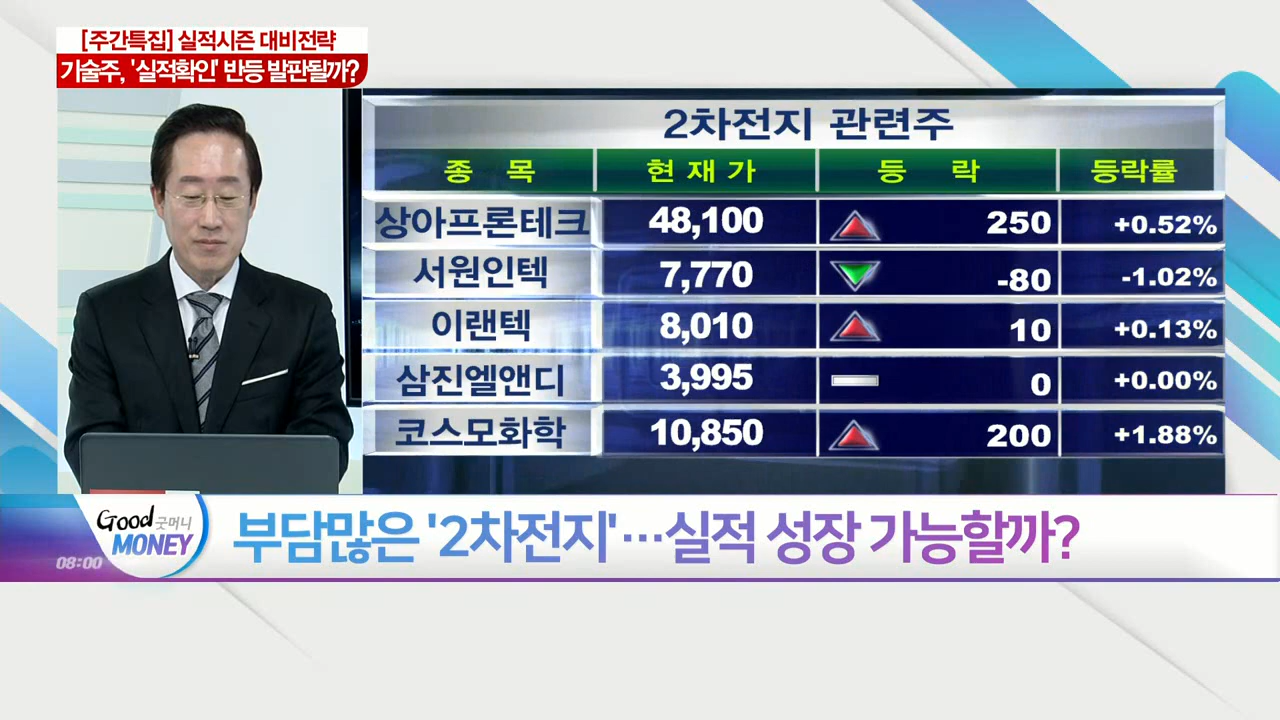 [주간특집] 실적시즌 대비전략
기술주, '실적확인' 반등 발판될까?
2차전지 관련주
종 목 현 재 가 등 락 등락률
상아프론테크 48,100 250 +0.52%
서원인텍 7,770 -80 -1.02%
이랜텍 8,010 10 +0.13%
삼진엘앤디 3,995 0 +0.00%
코스모화학 10,850 200 +1.88%
Good 굿머니
MONEY
08:00
부담많은 '2차전지'…실적 성장 가능할까?